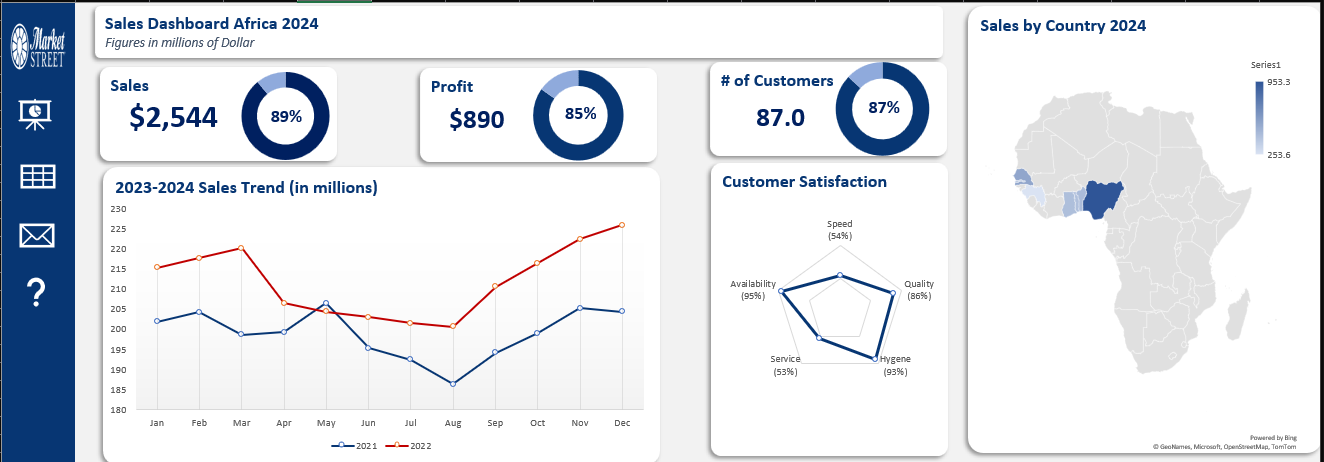 Market
STREET
?
Sales Dashboard Africa 2024
Figures in millions of Dollar
Sales
$2,544
89%
Profit
$890
85%
# of Customers
87.0
87%
2023-2024 Sales Trend (in millions)
230
225
220
215
210
205
200
195
190
185
180
Jan Feb Mar Apr May Jun Jul Aug Sep Oct Nov Dec
2021 2022
Customer Satisfaction
Speed
(54%)
Availability
(95%)
Quality
(86%)
Service
(53%)
Hygene
(93%)
Sales by Country 2024
Series1
953.3
253.6
Powered by Bing
© GeoNames, Microsoft, OpenStreetMap, TomTom